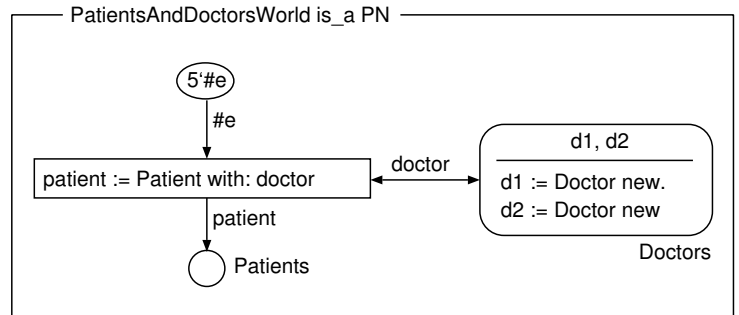 PatientsAndDoctorsWorld is_a PN
5‘#e
#e
patient := Patient with: doctor
doctor
d1, d2
d1 := Doctor new.
d2 := Doctor new
Doctors
patient
Patients